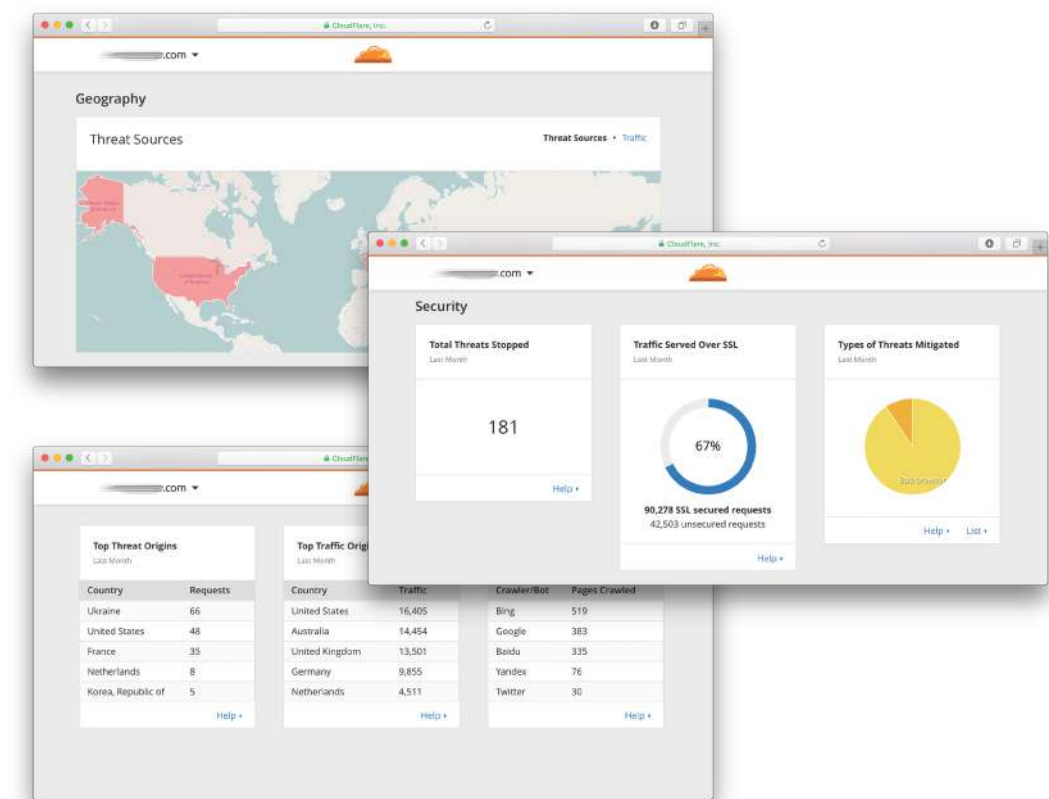 CloudFlare, Inc.
.com
Geography
Threat Sources
Threat Sources • Traffic
United States of America
CloudFlare, Inc.
.com
Security
Total Threats Stopped
Last Month
181
Help
Traffic Served Over SSL
Last Month
67%
90,278 SSL secured requests
42,503 unsecured requests
Help
Types of Threats Mitigated
Last Month
Bad browser
Help List
CloudFlare
.com
Top Threat Origins
Last Month
Country Requests
Ukraine 66
United States 48
France 35
Netherlands 8
Korea, Republic of 5
Help
Top Traffic Orig
Last Month
Country Traffic
United States 16,405
Australia 14,454
United Kingdom 13,501
Germany 9,855
Netherlands 4,511
Help
Crawler/Bot Pages Crawled
Bing 519
Google 383
Baidu 335
Yandex 76
Twitter 30
Help